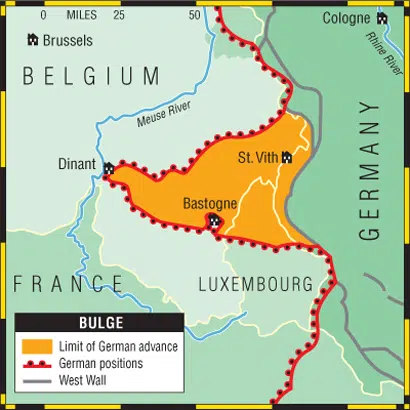 0 MILES 25 50
Cologne
Brussels
Rhine River
BELGIUM
Meuse River
Dinant
St. Vith
GERMANY
Bastogne
FRANCE
LUXEMBOURG
BULGE
Limit of German advance
German positions
West Wall